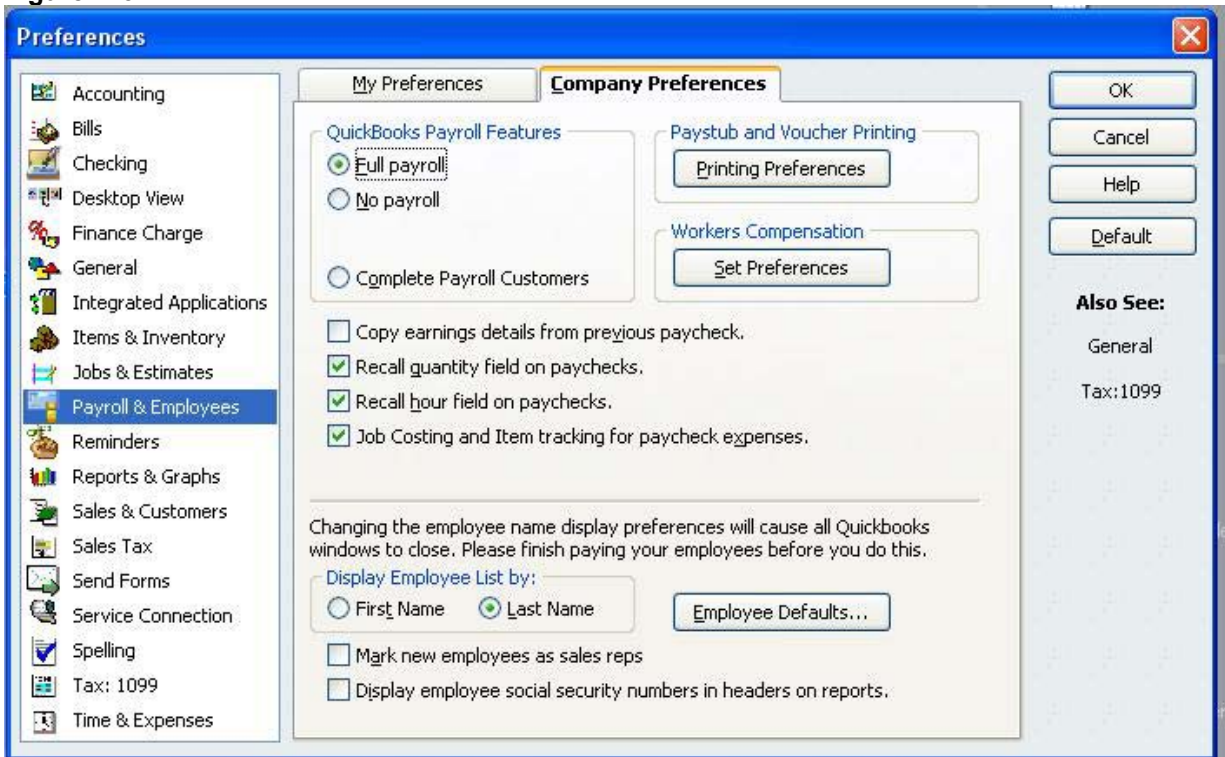 Preferences
Accounting
Bills
Checking
Desktop View
Finance Charge
General
Integrated Applications
Items & Inventory
Jobs & Estimates
Payroll & Employees
Reminders
Reports & Graphs
Sales & Customers
Sales Tax
Send Forms
Service Connection
Spelling
Tax: 1099
Time & Expenses
My Preferences
Company Preferences
QuickBooks Payroll Features
Full payroll
No payroll
Complete Payroll Customers
Paystub and Voucher Printing
Printing Preferences
Workers Compensation
Set Preferences
Copy earnings details from previous paycheck.
Recall quantity field on paychecks.
Recall hour field on paychecks.
Job Costing and Item tracking for paycheck expenses.
Changing the employee name display preferences will cause all Quickbooks
windows to close. Please finish paying your employees before you do this.
Display Employee List by:
First Name
Last Name
Employee Defaults...
Mark new employees as sales reps
Display employee social security numbers in headers on reports.
OK
Cancel
Help
Default
Also See:
General
Tax:1099